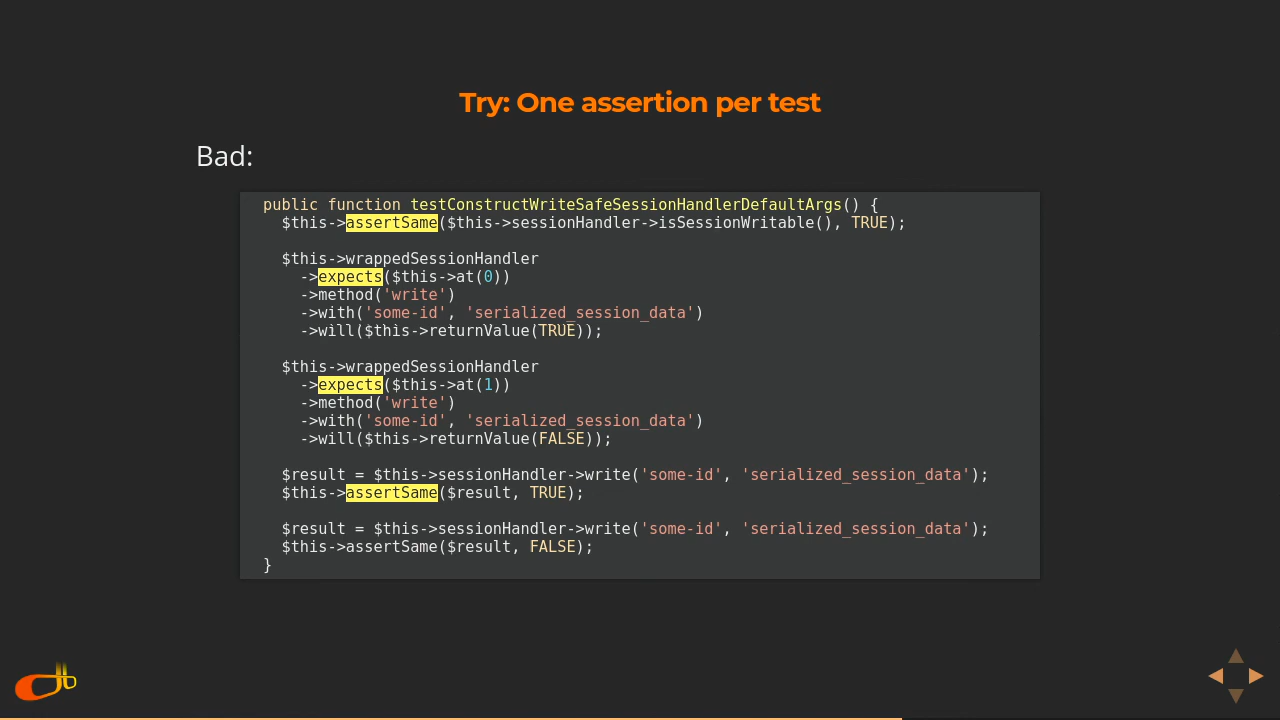 Try: One assertion per test
Bad:
public function testConstructWriteSafeSessionHandlerDefaultArgs() {
  $this->assertSame($this->sessionHandler->isSessionWritable(), TRUE);

  $this->wrappedSessionHandler
    ->expects($this->at(0))
    ->method('write')
    ->with('some-id', 'serialized_session_data')
    ->will($this->returnValue(TRUE));

  $this->wrappedSessionHandler
    ->expects($this->at(1))
    ->method('write')
    ->with('some-id', 'serialized_session_data')
    ->will($this->returnValue(FALSE));

  $result = $this->sessionHandler->write('some-id', 'serialized_session_data');
  $this->assertSame($result, TRUE);

  $result = $this->sessionHandler->write('some-id', 'serialized_session_data');
  $this->assertSame($result, FALSE);
}